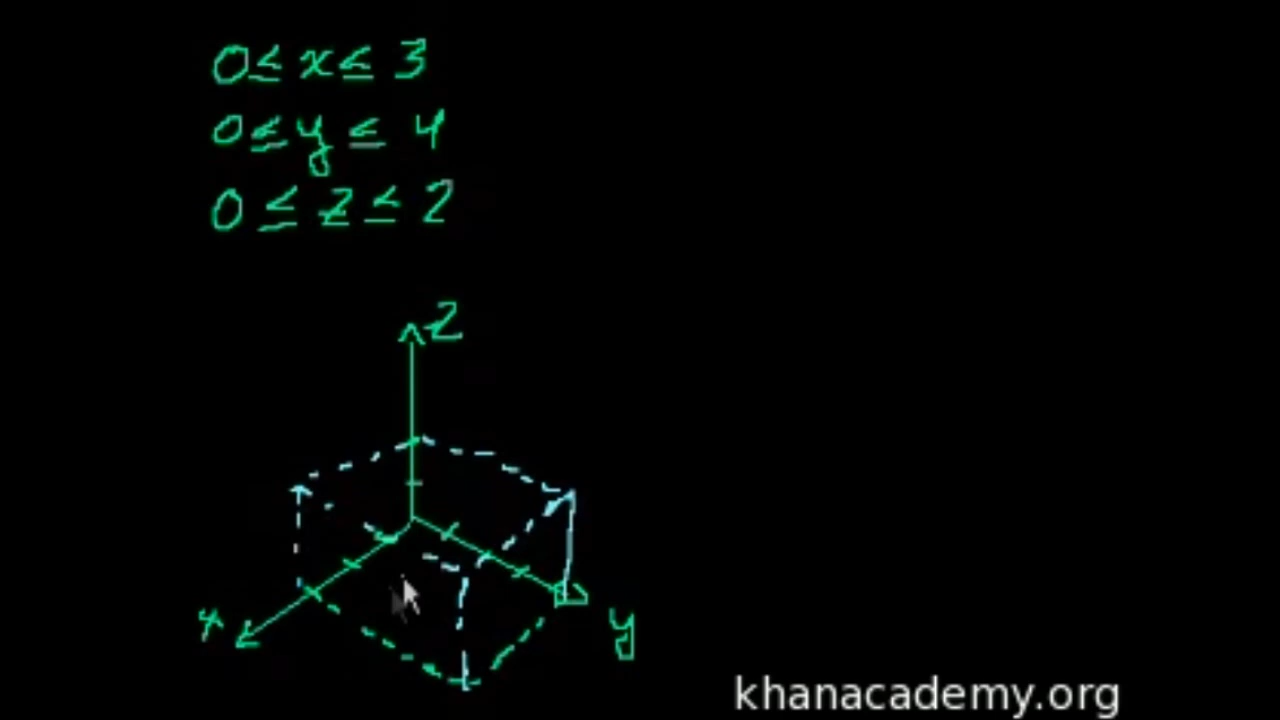 0 ≤ x ≤ 3
0 ≤ y ≤ 4
0 ≤ z ≤ 2
z
x
y
khanacademy.org